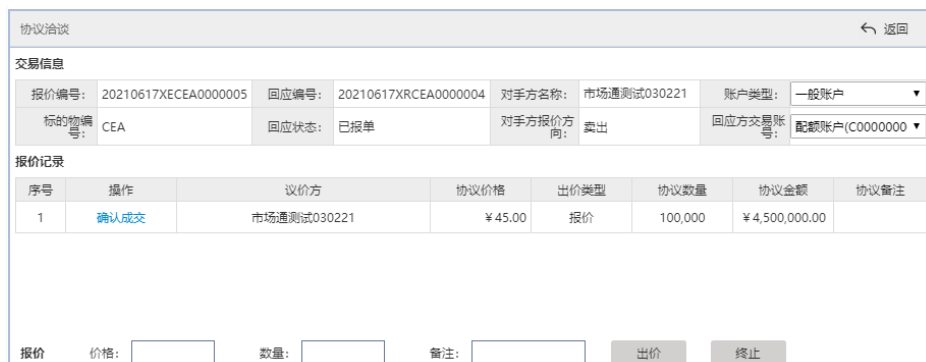 协议洽谈 返回
交易信息
报价编号: 20210617XECEA0000005 回应编号: 20210617XRCEA0000004 对手方名称: 市场通测试030221 账户类型: 一般账户
标的物编号: CEA 回应状态: 已报单 对手方报价方向: 卖出 回应方交易账号: 配额账户(C0000000
报价记录
序号 操作 议价方 协议价格 出价类型 协议数量 协议金额 协议备注
1 确认成交 市场通测试030221 ¥45.00 报价 100,000 ¥4,500,000.00
报价 价格: 数量: 备注: 出价 终止